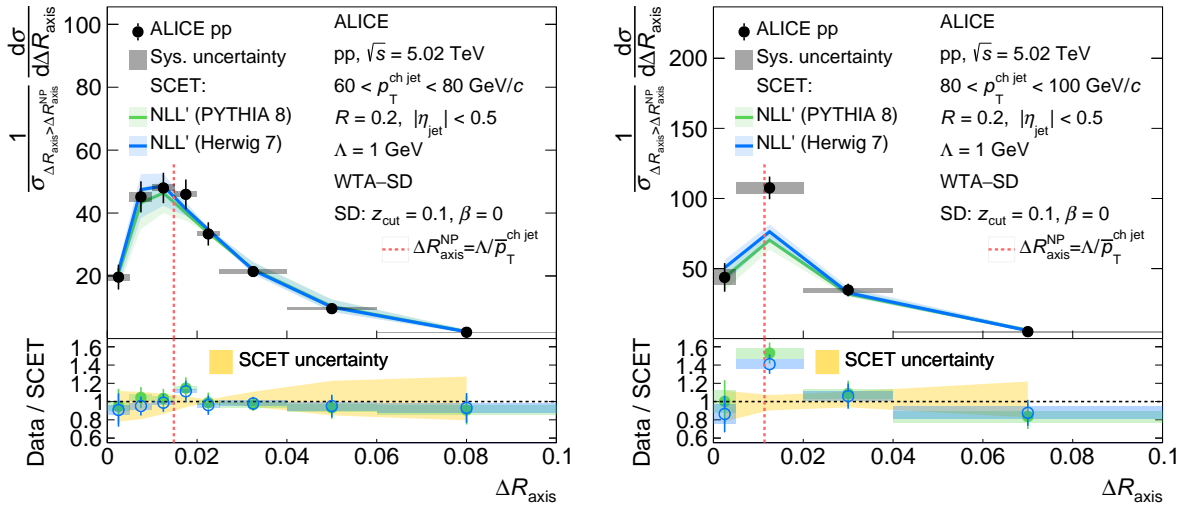 1/σ_{ΔR_axis>ΔR_axis^NP} dσ/dΔR_axis
100
80
60
40
20
ALICE pp
Sys. uncertainty
SCET:
NLL' (PYTHIA 8)
NLL' (Herwig 7)
ALICE
pp, √s = 5.02 TeV
60 < p_T^{ch jet} < 80 GeV/c
R = 0.2, |η_jet| < 0.5
Λ = 1 GeV
WTA–SD
SD: z_cut = 0.1, β = 0
ΔR_axis^NP=Λ/p̅_T^{ch jet}
Data / SCET
1.6
1.4
1.2
1
0.8
0.6
SCET uncertainty
0 0.02 0.04 0.06 0.08 0.1
ΔR_axis
1/σ_{ΔR_axis>ΔR_axis^NP} dσ/dΔR_axis
200
150
100
50
ALICE pp
Sys. uncertainty
SCET:
NLL' (PYTHIA 8)
NLL' (Herwig 7)
ALICE
pp, √s = 5.02 TeV
80 < p_T^{ch jet} < 100 GeV/c
R = 0.2, |η_jet| < 0.5
Λ = 1 GeV
WTA–SD
SD: z_cut = 0.1, β = 0
ΔR_axis^NP=Λ/p̅_T^{ch jet}
Data / SCET
1.6
1.4
1.2
1
0.8
0.6
SCET uncertainty
0 0.02 0.04 0.06 0.08 0.1
ΔR_axis